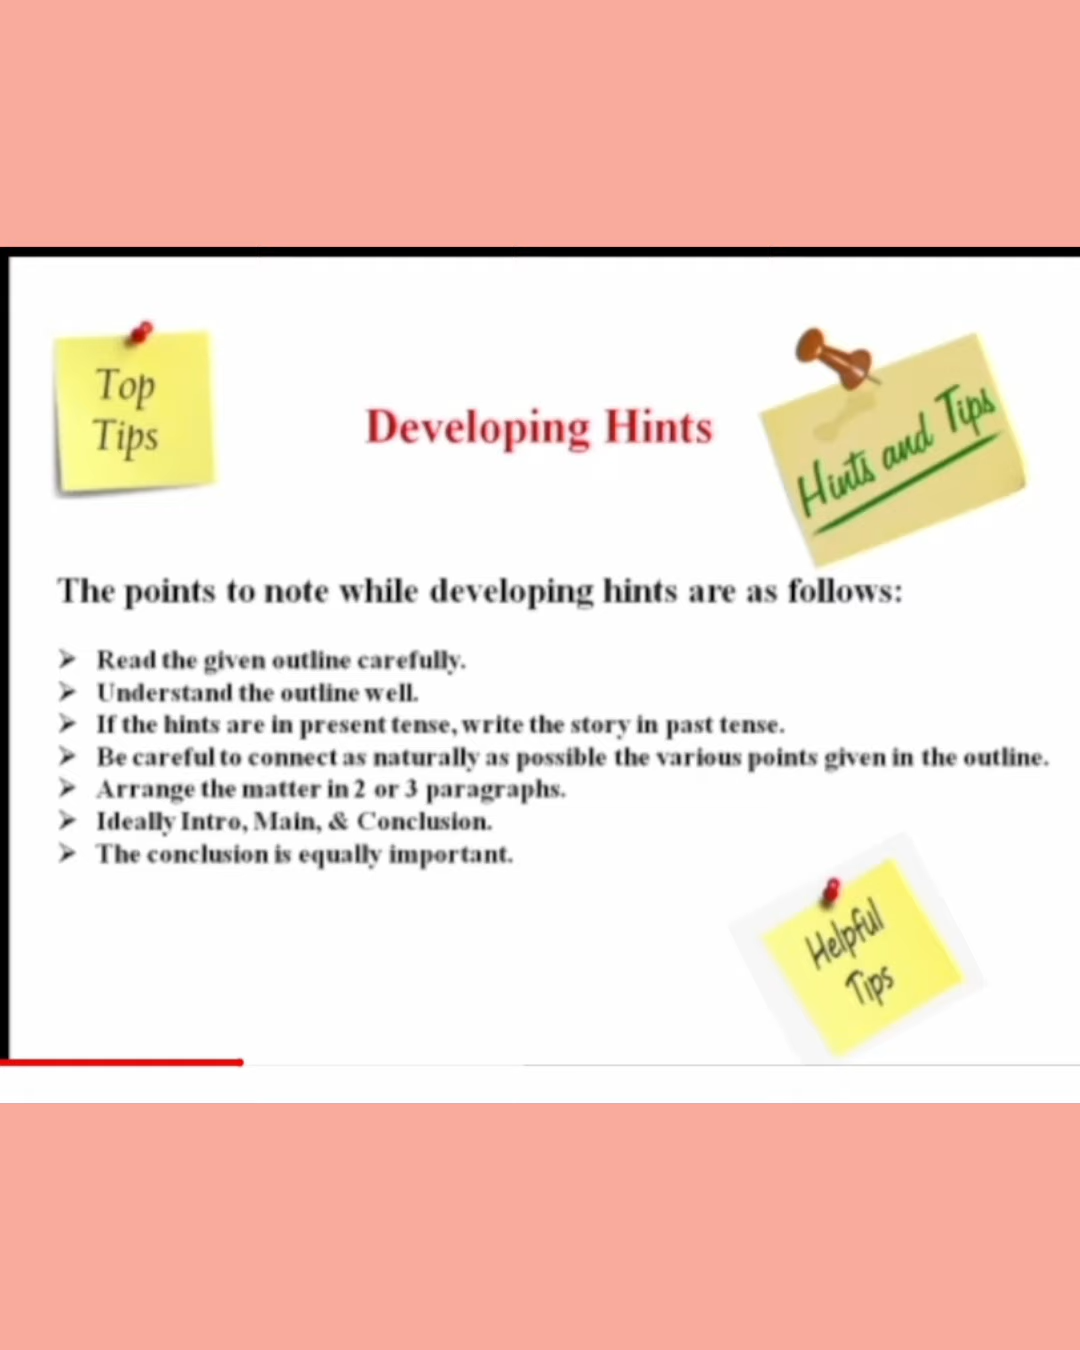 Top
Tips
Developing Hints
Hints and Tips
The points to note while developing hints are as follows:
➢ Read the given outline carefully.
➢ Understand the outline well.
➢ If the hints are in present tense, write the story in past tense.
➢ Be careful to connect as naturally as possible the various points given in the outline.
➢ Arrange the matter in 2 or 3 paragraphs.
➢ Ideally Intro, Main, & Conclusion.
➢ The conclusion is equally important.
Helpful
Tips